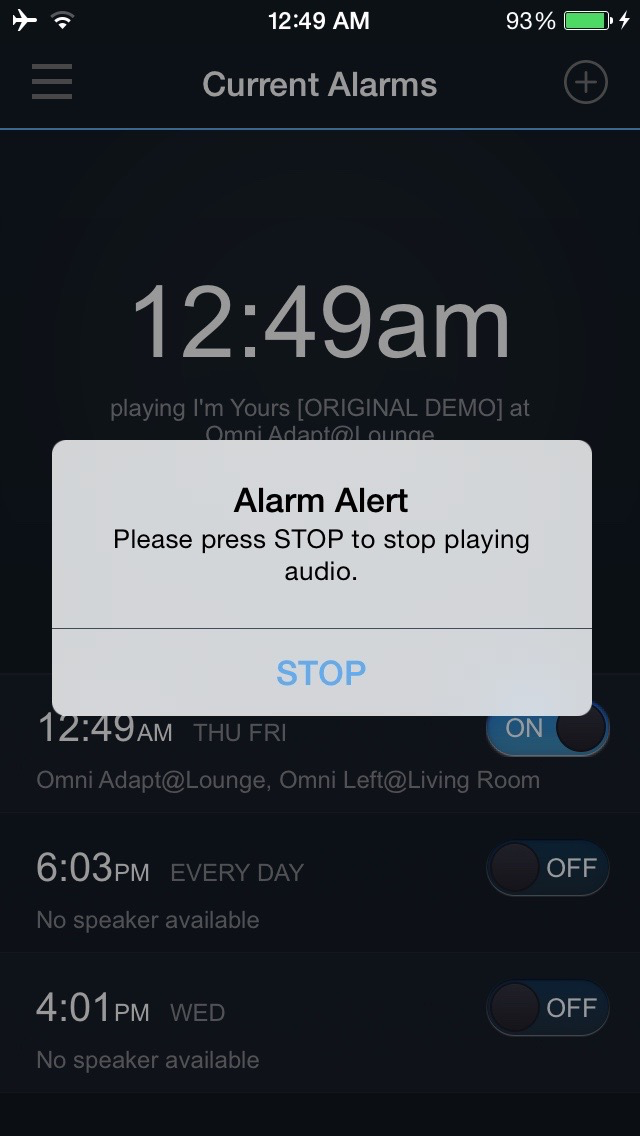 12:49 AM
93%
Current Alarms
12:49am
playing I'm Yours [ORIGINAL DEMO] at
Omni Adapt@Lounge
Alarm Alert
Please press STOP to stop playing
audio.
STOP
12:49AM THU FRI
ON
Omni Adapt@Lounge, Omni Left@Living Room
6:03PM EVERY DAY
OFF
No speaker available
4:01PM WED
OFF
No speaker available